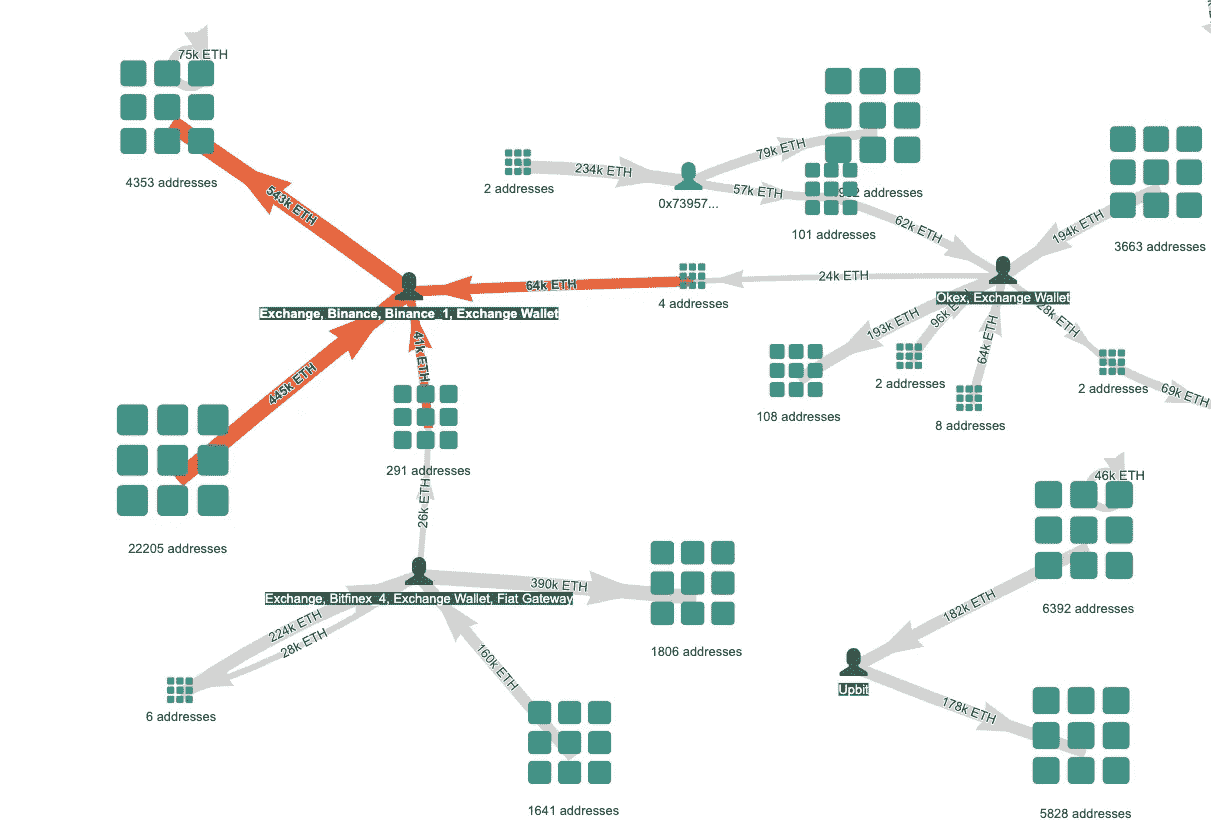 75k ETH
4353 addresses
543k ETH
2 addresses
234k ETH
0x73957...
79k ETH
57k ETH
addresses
101 addresses
62k ETH
194k ETH
3663 addresses
64k ETH
4 addresses
24k ETH
Exchange, Binance, Binance_1, Exchange Wallet
Okex, Exchange Wallet
445k ETH
41k ETH
193k ETH
96k
64k ETH
28k ETH
108 addresses
2 addresses
8 addresses
2 addresses
69k ETH
22205 addresses
291 addresses
26k ETH
46k ETH
Exchange, Bitfinex_4, Exchange Wallet, Fiat Gateway
390k ETH
224k ETH
28k ETH
160k ETH
1806 addresses
182k ETH
6392 addresses
6 addresses
Upbit
178k ETH
1641 addresses
5828 addresses